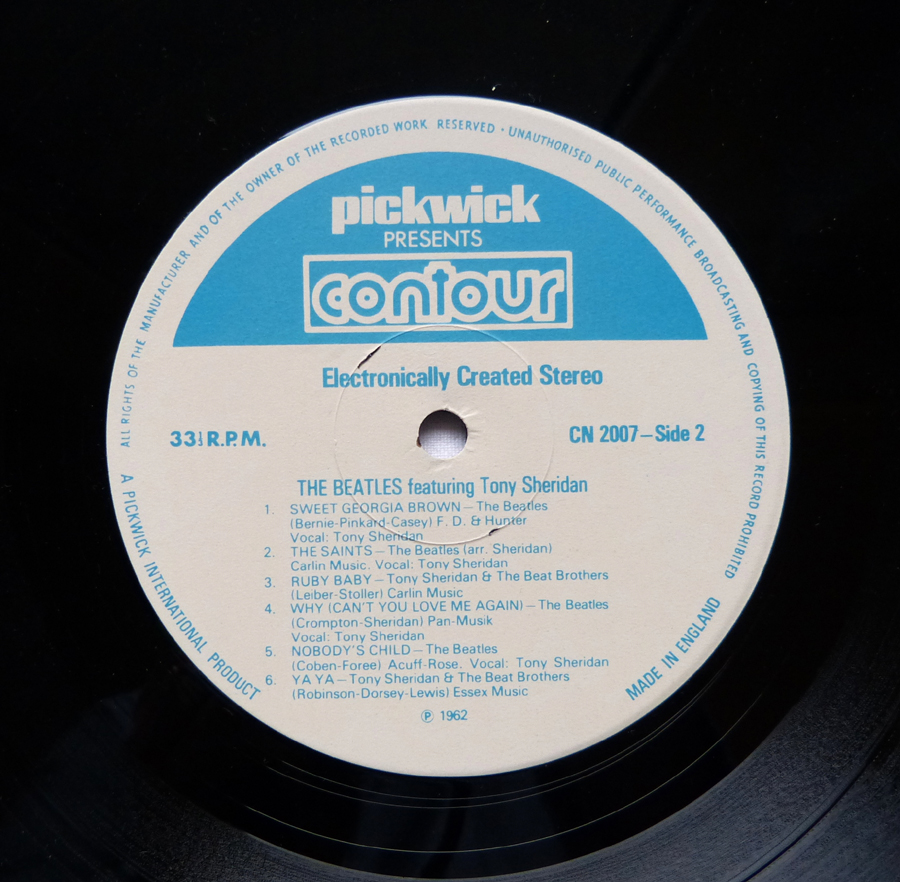 ALL RIGHTS OF THE MANUFACTURER AND OF THE OWNER OF THE RECORDED WORK RESERVED · UNAUTHORISED PUBLIC PERFORMANCE BROADCASTING AND COPYING OF THIS RECORD PROHIBITED
pickwick
PRESENTS
contour
Electronically Created Stereo
33⅓ R.P.M.
CN 2007–Side 2
THE BEATLES featuring Tony Sheridan
1. SWEET GEORGIA BROWN – The Beatles
(Bernie-Pinkard-Casey) F. D. & Hunter
Vocal: Tony Sheridan
2. THE SAINTS – The Beatles (arr. Sheridan)
Carlin Music. Vocal: Tony Sheridan
3. RUBY BABY – Tony Sheridan & The Beat Brothers
(Leiber-Stoller) Carlin Music
4. WHY (CAN'T YOU LOVE ME AGAIN) – The Beatles
(Crompton-Sheridan) Pan-Musik
Vocal: Tony Sheridan
5. NOBODY'S CHILD – The Beatles
(Coben-Foree) Acuff-Rose. Vocal: Tony Sheridan
6. YA YA – Tony Sheridan & The Beat Brothers
(Robinson-Dorsey-Lewis) Essex Music
℗ 1962
A PICKWICK INTERNATIONAL PRODUCT
MADE IN ENGLAND